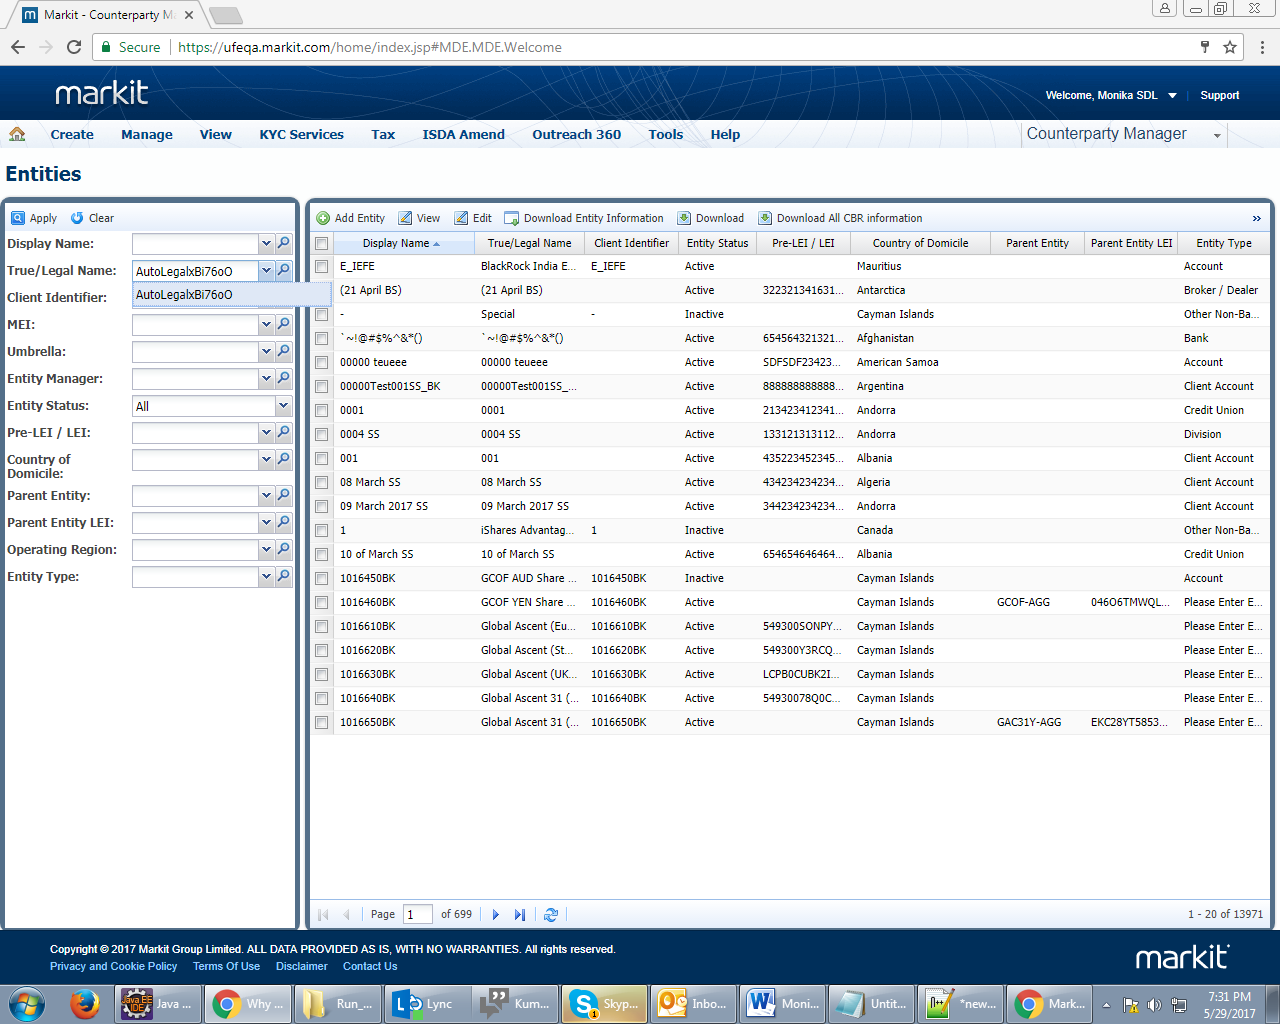 Markit - Counterparty Ma
Secure https://ufeqa.markit.com/home/index.jsp#MDE.MDE.Welcome
markit
Welcome, Monika SDL Support
Create Manage View KYC Services Tax ISDA Amend Outreach 360 Tools Help Counterparty Manager
Entities
Apply Clear
Display Name:
True/Legal Name: AutoLegalxBi76oO
AutoLegalxBi76oO
Client Identifier:
MEI:
Umbrella:
Entity Manager:
Entity Status: All
Pre-LEI / LEI:
Country of
Domicile:
Parent Entity:
Parent Entity LEI:
Operating Region:
Entity Type:
Add Entity View Edit Download Entity Information Download Download All CBR information »
Display Name True/Legal Name Client Identifier Entity Status Pre-LEI / LEI Country of Domicile Parent Entity Parent Entity LEI Entity Type
E_IEFE BlackRock India E... E_IEFE Active Mauritius Account
(21 April BS) (21 April BS) Active 322321341631... Antarctica Broker / Dealer
- Special - Inactive Cayman Islands Other Non-Ba...
`~!@#$%^&*() `~!@#$%^&*() Active 654564321321... Afghanistan Bank
00000 teueee 00000 teueee Active SDFSDF23423... American Samoa Account
00000Test001SS_BK 00000Test001SS_... Active 888888888888... Argentina Client Account
0001 0001 Active 213423412341... Andorra Credit Union
0004 SS 0004 SS Active 133121313112... Andorra Division
001 001 Active 435223452345... Albania Client Account
08 March SS 08 March SS Active 434234234234... Algeria Client Account
09 March 2017 SS 09 March 2017 SS Active 344234234234... Andorra Client Account
1 iShares Advantag... 1 Inactive Canada Other Non-Ba...
10 of March SS 10 of March SS Active 654654646464... Albania Credit Union
1016450BK GCOF AUD Share ... 1016450BK Inactive Cayman Islands Account
1016460BK GCOF YEN Share ... 1016460BK Active Cayman Islands GCOF-AGG 046O6TMWQL... Please Enter E...
1016610BK Global Ascent (Eu... 1016610BK Active 549300SONPY... Cayman Islands Please Enter E...
1016620BK Global Ascent (St... 1016620BK Active 549300Y3RCQ... Cayman Islands Please Enter E...
1016630BK Global Ascent (UK... 1016630BK Active LCPB0CUBK2I... Cayman Islands Please Enter E...
1016640BK Global Ascent 31 (... 1016640BK Active 54930078Q0C... Cayman Islands Please Enter E...
1016650BK Global Ascent 31 (... 1016650BK Active Cayman Islands GAC31Y-AGG EKC28YT5853... Please Enter E...
Page 1 of 699 1 - 20 of 13971
Copyright © 2017 Markit Group Limited. ALL DATA PROVIDED AS IS, WITH NO WARRANTIES. All rights reserved.
Privacy and Cookie Policy Terms Of Use Disclaimer Contact Us
markit
Java ... Why ... Run_... Lync Kum... Skyp... Inbo... Moni... Untit... *new... Mark... 7:31 PM
5/29/2017